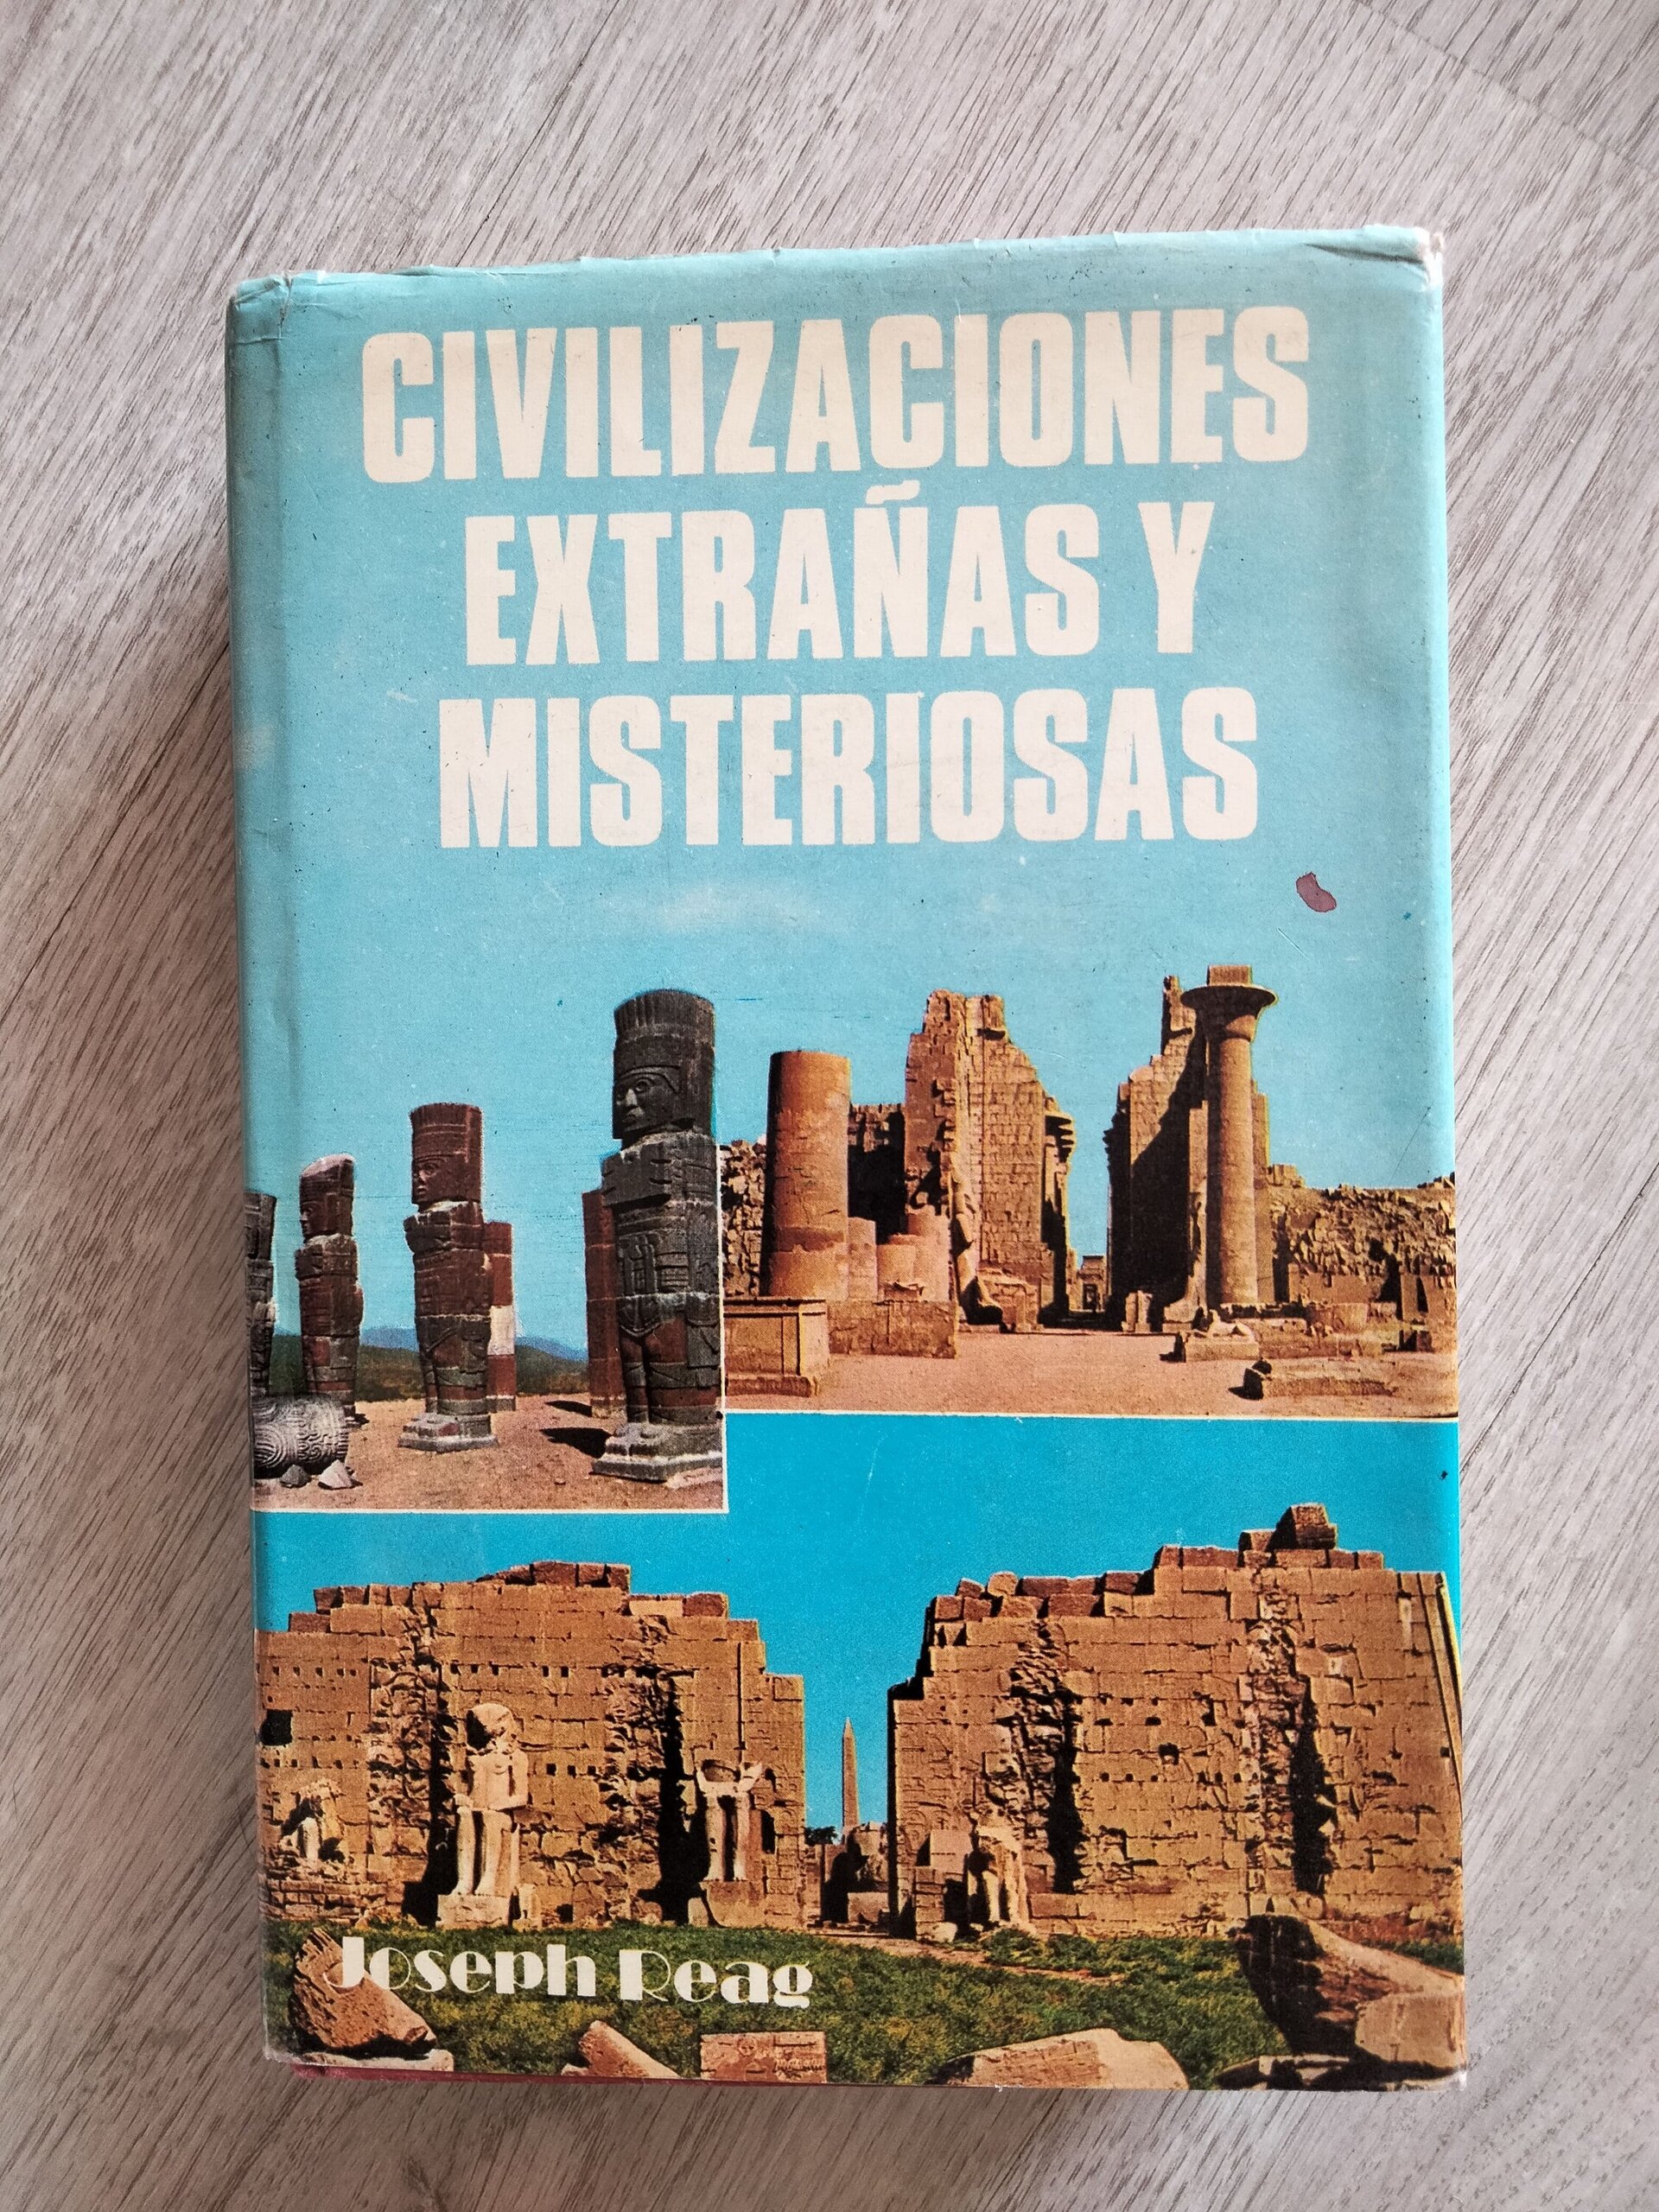 CIVILIZACIONES
EXTRAÑAS Y
MISTERIOSAS
Joseph Reag